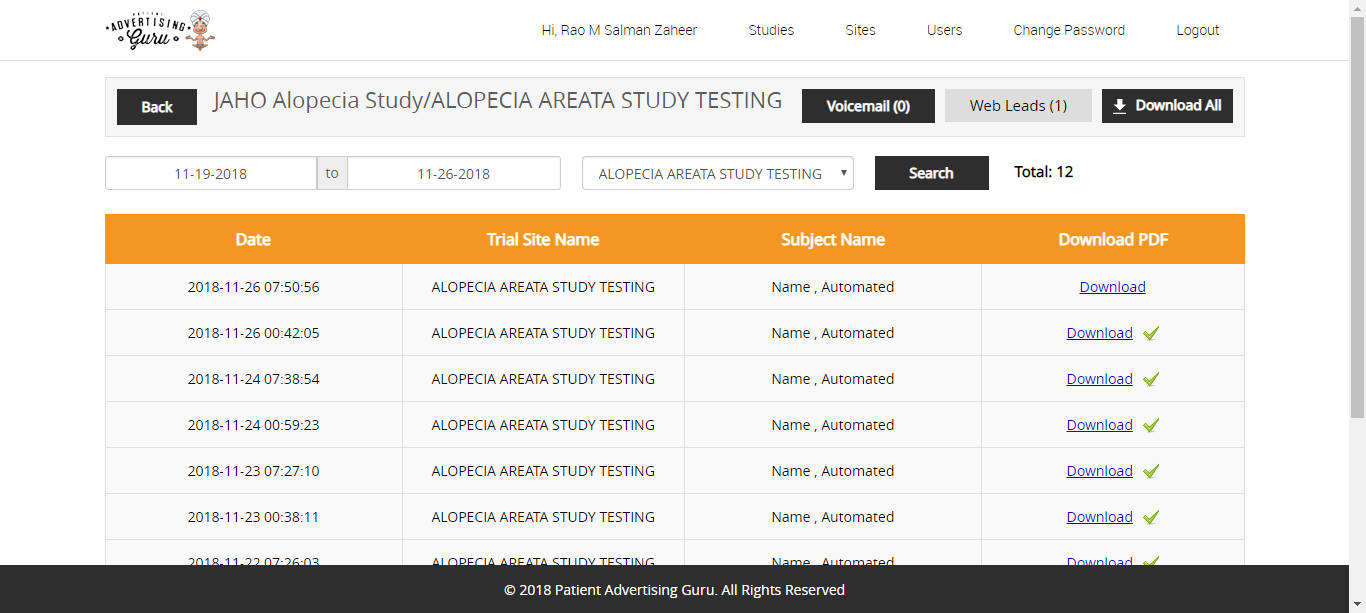 PATIENT
ADVERTISING
Guru
Hi, Rao M Salman Zaheer Studies Sites Users Change Password Logout
Back JAHO Alopecia Study/ALOPECIA AREATA STUDY TESTING Voicemail (0) Web Leads (1) Download All
11-19-2018 to 11-26-2018 ALOPECIA AREATA STUDY TESTING Search Total: 12
Date Trial Site Name Subject Name Download PDF
2018-11-26 07:50:56 ALOPECIA AREATA STUDY TESTING Name , Automated Download
2018-11-26 00:42:05 ALOPECIA AREATA STUDY TESTING Name , Automated Download
2018-11-24 07:38:54 ALOPECIA AREATA STUDY TESTING Name , Automated Download
2018-11-24 00:59:23 ALOPECIA AREATA STUDY TESTING Name , Automated Download
2018-11-23 07:27:10 ALOPECIA AREATA STUDY TESTING Name , Automated Download
2018-11-23 00:38:11 ALOPECIA AREATA STUDY TESTING Name , Automated Download
2018-11-22 07:26:03 ALOPECIA AREATA STUDY TESTING Name , Automated Download
© 2018 Patient Advertising Guru. All Rights Reserved